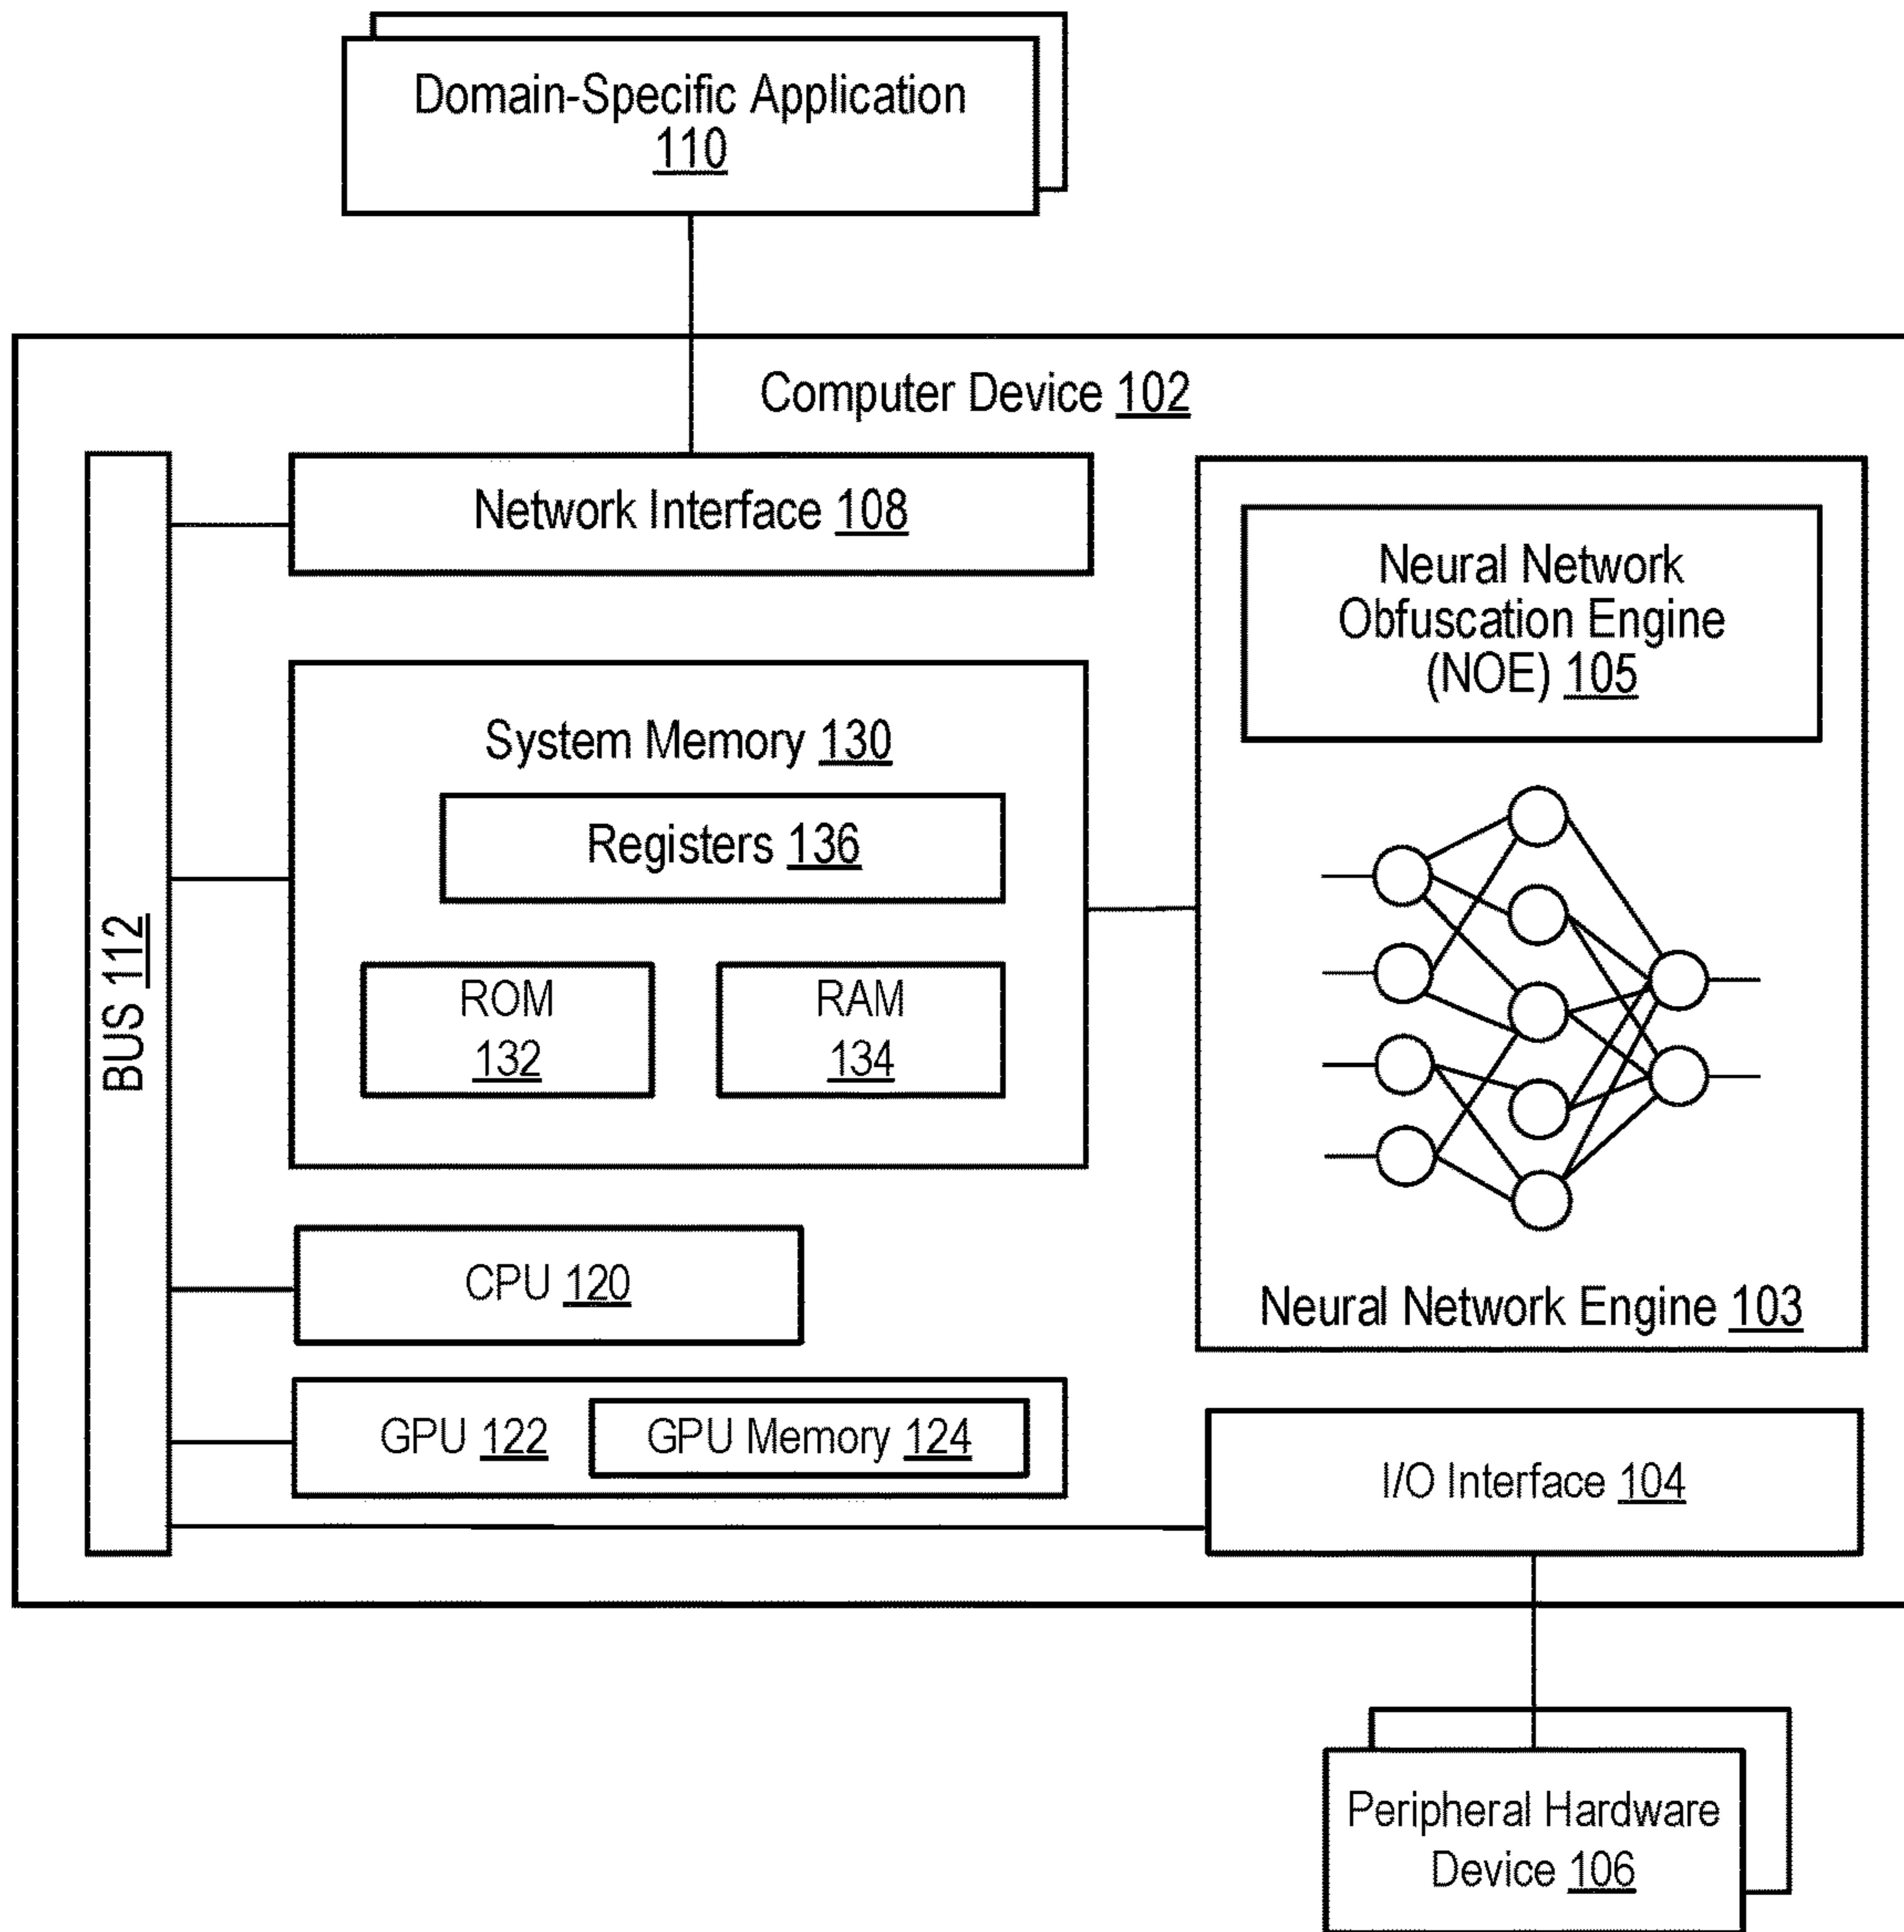 Domain-Specific Application
110
Computer Device 102
BUS 112
Network Interface 108
Neural Network
Obfuscation Engine
(NOE) 105
System Memory 130
Registers 136
ROM
132
RAM
134
CPU 120
Neural Network Engine 103
GPU 122
GPU Memory 124
I/O Interface 104
Peripheral Hardware
Device 106